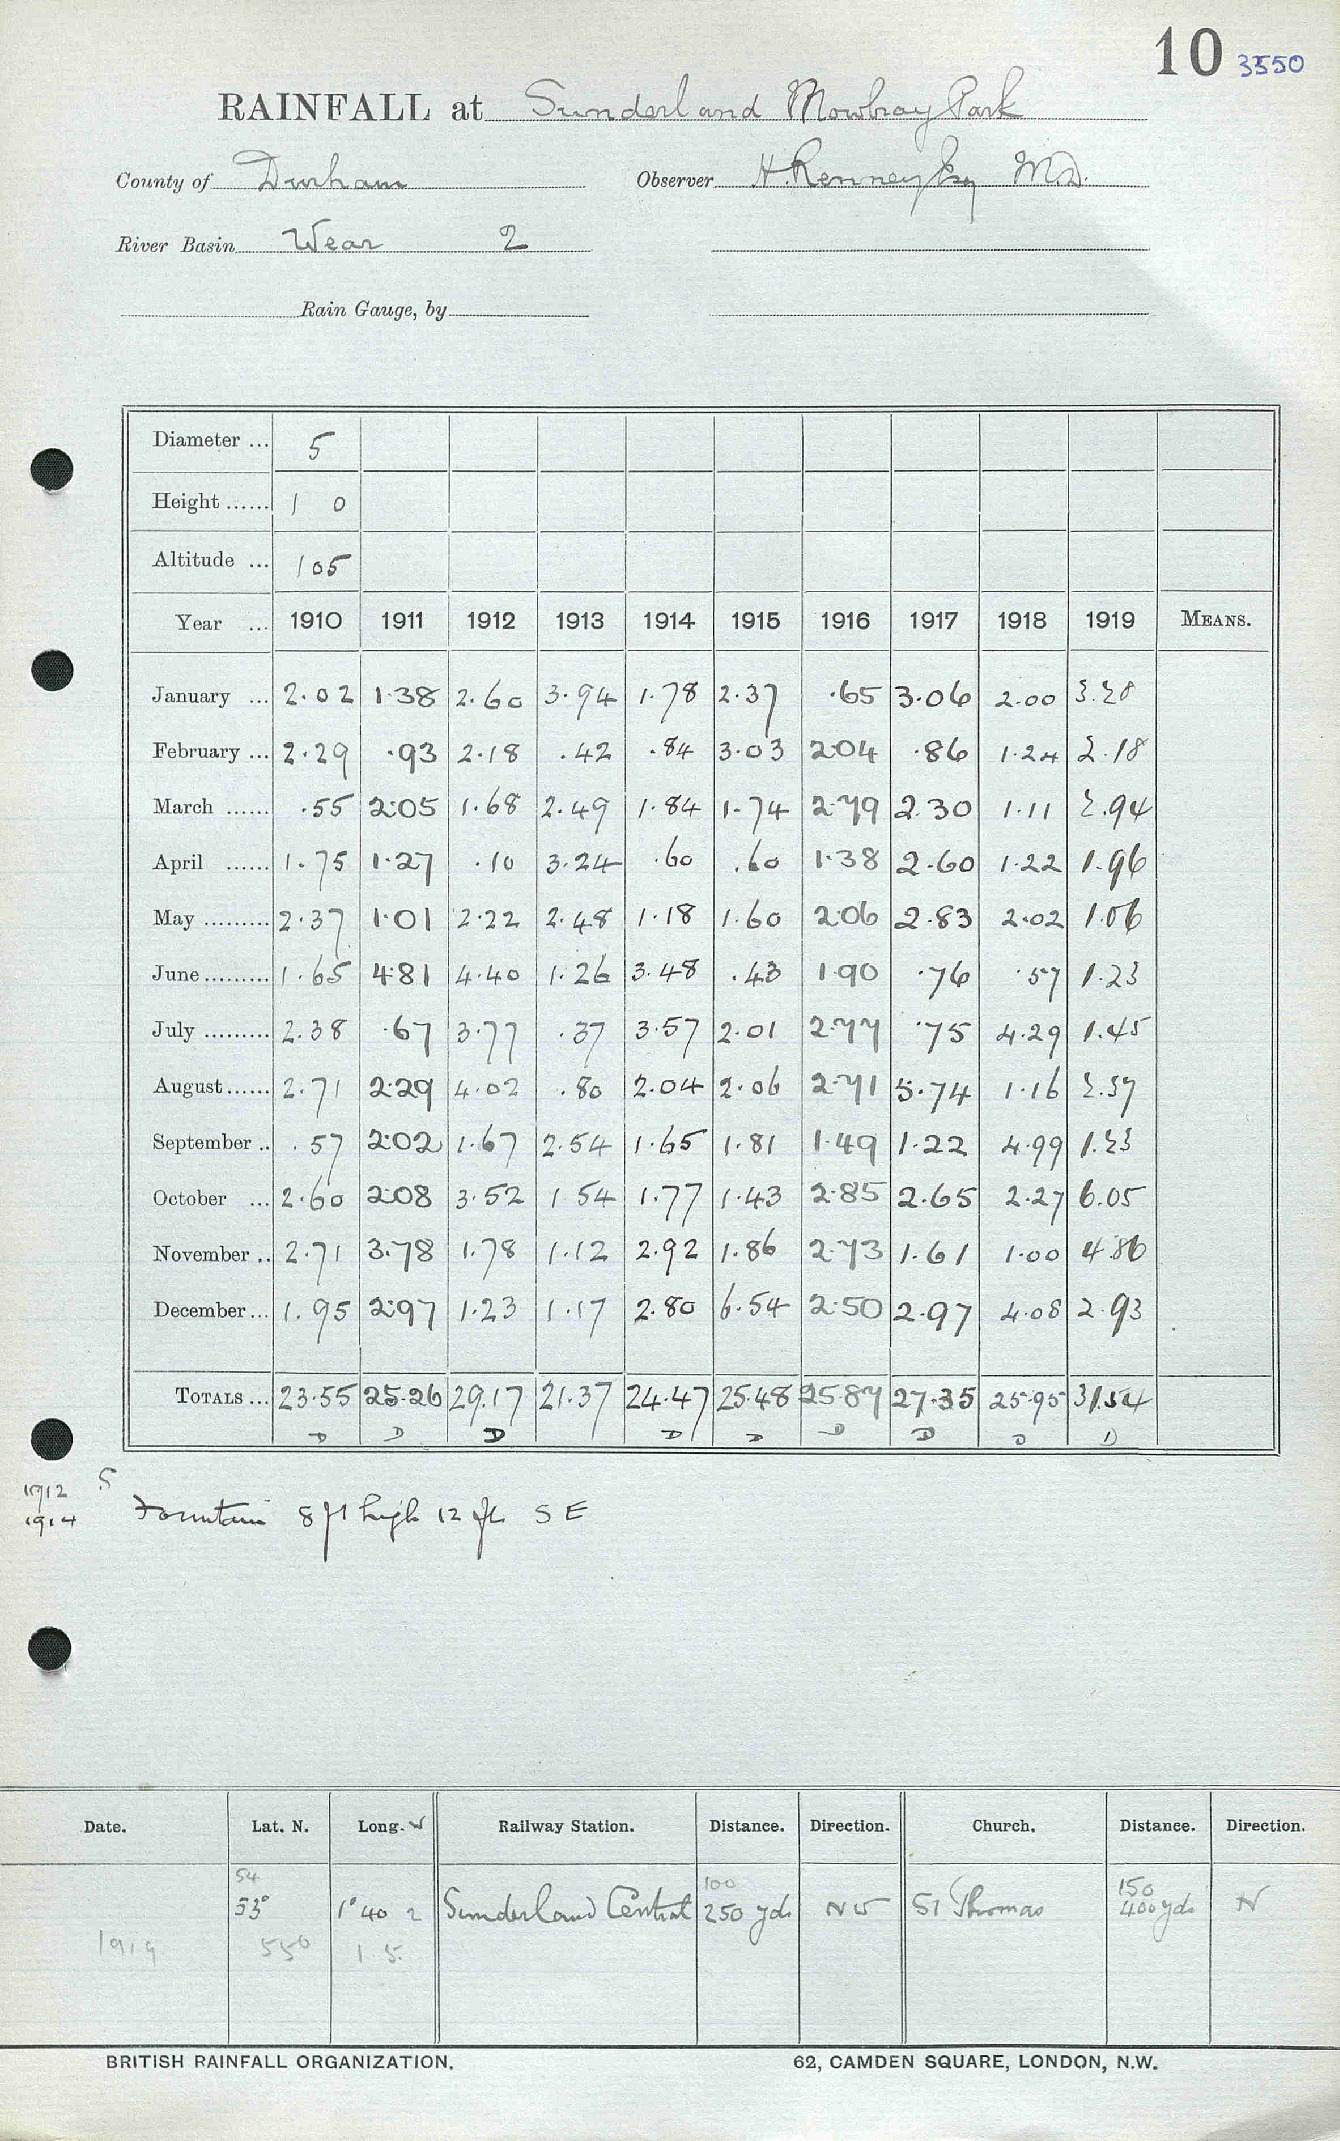 10 3550
RAINFALL at Sunderland Mowbray Park
County of Durham Observer H. Renney Esq M.D.
River Basin Wear 2
Rain Gauge, by
Diameter ... 5
Height ...... 1 0
Altitude ... 105
Year ... 1910 1911 1912 1913 1914 1915 1916 1917 1918 1919 MEANS.
January ... 2.02 1.38 2.60 3.94 1.78 2.37 .65 3.06 2.00 3.28
February ... 2.29 .93 2.18 .42 .84 3.03 2.04 .86 1.24 2.18
March ...... .55 2.05 1.68 2.49 1.84 1.74 2.79 2.30 1.11 2.94
April ...... 1.75 1.27 .10 3.24 .60 .60 1.38 2.60 1.22 1.96
May ......... 2.37 1.01 2.22 2.48 1.18 1.60 2.06 2.83 2.02 1.06
June ......... 1.65 4.81 4.40 1.26 3.48 .43 1.90 .76 .57 1.23
July ......... 2.38 .67 3.77 .37 3.57 2.01 2.77 .75 4.29 1.45
August ...... 2.71 2.29 4.02 .80 2.04 2.06 2.71 5.74 1.16 2.37
September .. .57 2.02 1.67 2.54 1.65 1.81 1.49 1.22 4.99 1.23
October ... 2.60 2.08 3.52 1.54 1.77 1.43 2.85 2.65 2.27 6.05
November .. 2.71 3.78 1.78 1.12 2.92 1.86 2.73 1.61 1.00 4.86
December ... 1.95 2.97 1.23 1.17 2.80 6.54 2.50 2.97 4.08 2.93
TOTALS ... 23.55 25.26 29.17 21.37 24.47 25.48 25.87 27.35 25.95 31.54
D D D D D D D D D
1912 S
1914 Fountain 8 ft high 12 ft SE
Date. Lat. N. Long. W Railway Station. Distance. Direction. Church. Distance. Direction.
54 100 150
53° 1° 40 2 Sunderland Central 250 yds NW St Thomas 400 yds N
1919 550 1 5.
BRITISH RAINFALL ORGANIZATION. 62, CAMDEN SQUARE, LONDON, N.W.